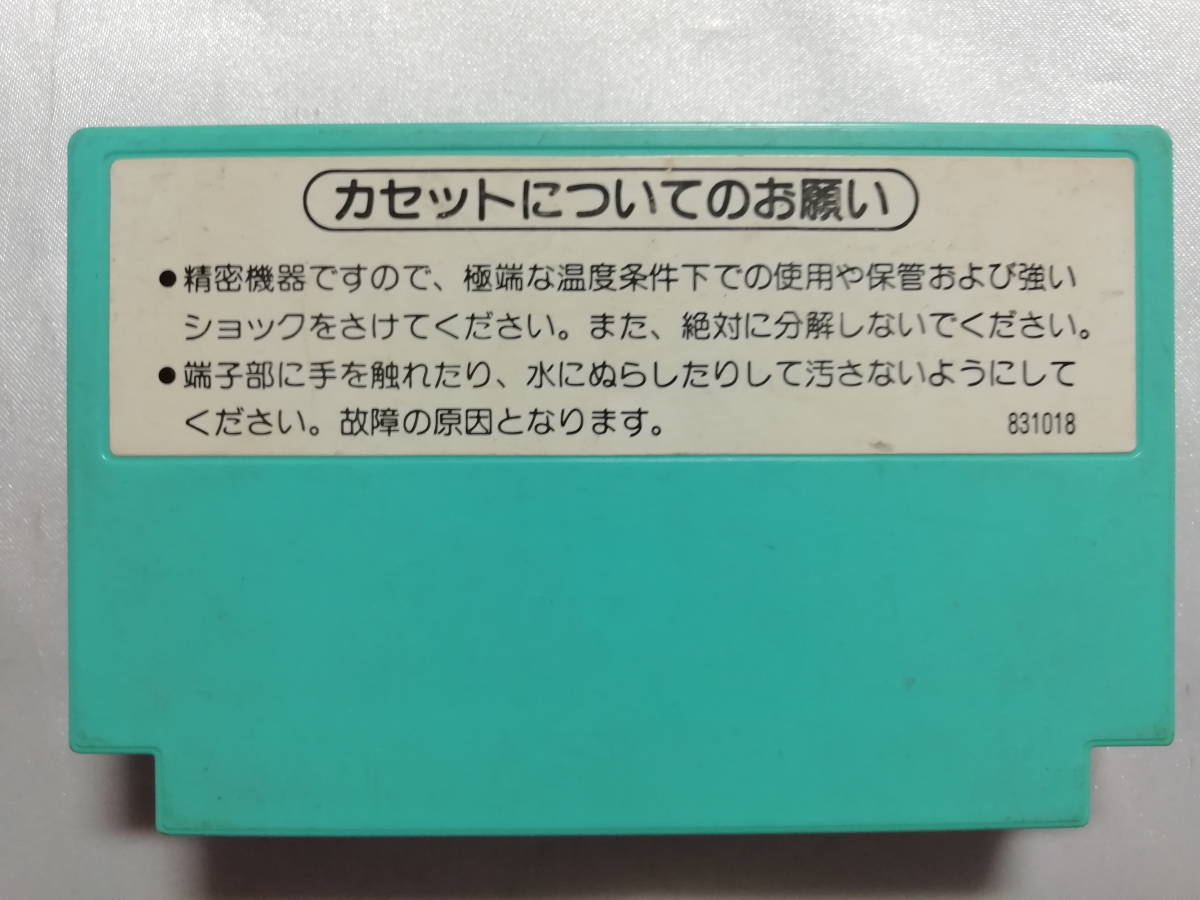 カセットについてのお願い
●精密機器ですので、極端な温度条件下での使用や保管および強い
ショックをさけてください。また、絶対に分解しないでください。
●端子部に手を触れたり、水にぬらしたりして汚さないようにして
ください。故障の原因となります。 831018